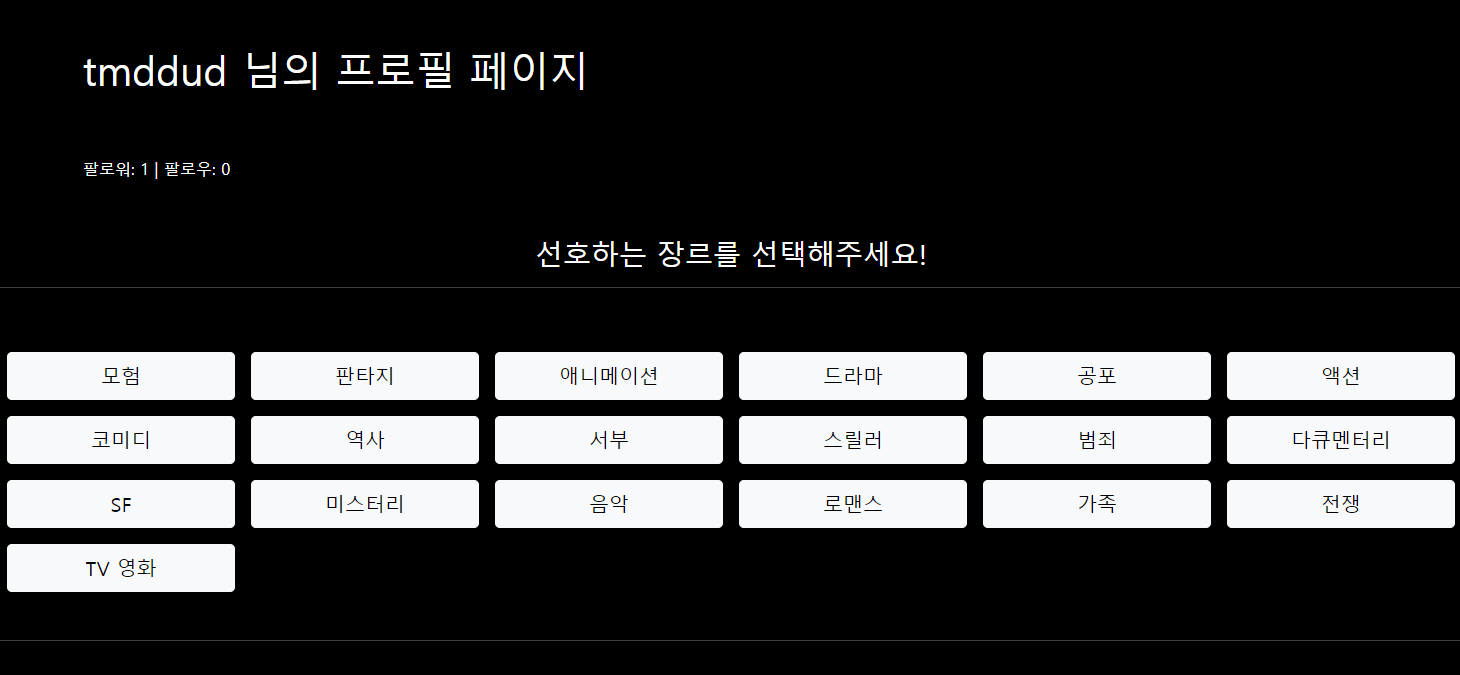 tmddud 님의 프로필 페이지
팔로워: 1 | 팔로우: 0
선호하는 장르를 선택해주세요!
모험 판타지 애니메이션 드라마 공포 액션
코미디 역사 서부 스릴러 범죄 다큐멘터리
SF 미스터리 음악 로맨스 가족 전쟁
TV 영화